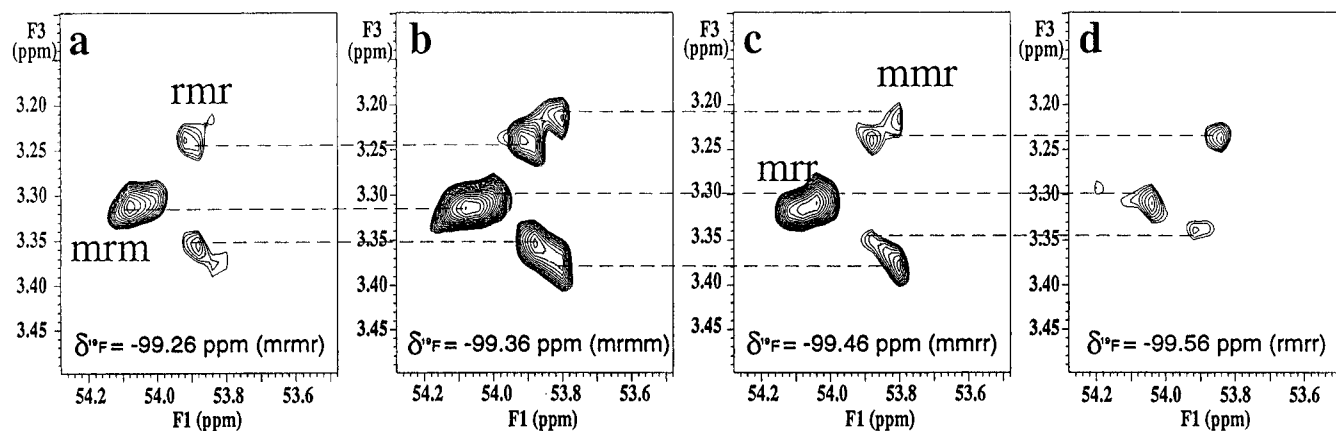 a
F3
(ppm)
rmr
3.20
3.25
3.30
3.35
3.40
3.45
mrm
δ¹⁹F = -99.26 ppm (mrmr)
54.2 54.0 53.8 53.6
F1 (ppm)
b
F3
(ppm)
3.20
3.25
3.30
3.35
3.40
3.45
δ¹⁹F = -99.36 ppm (mrmm)
54.2 54.0 53.8 53.6
F1 (ppm)
c
F3
(ppm)
mmr
3.20
3.25
mrr
3.30
3.35
3.40
3.45
δ¹⁹F = -99.46 ppm (mmrr)
54.2 54.0 53.8 53.6
F1 (ppm)
d
F3
(ppm)
3.20
3.25
3.30
3.35
3.40
3.45
δ¹⁹F = -99.56 ppm (rmrr)
54.2 54.0 53.8 53.6
F1 (ppm)